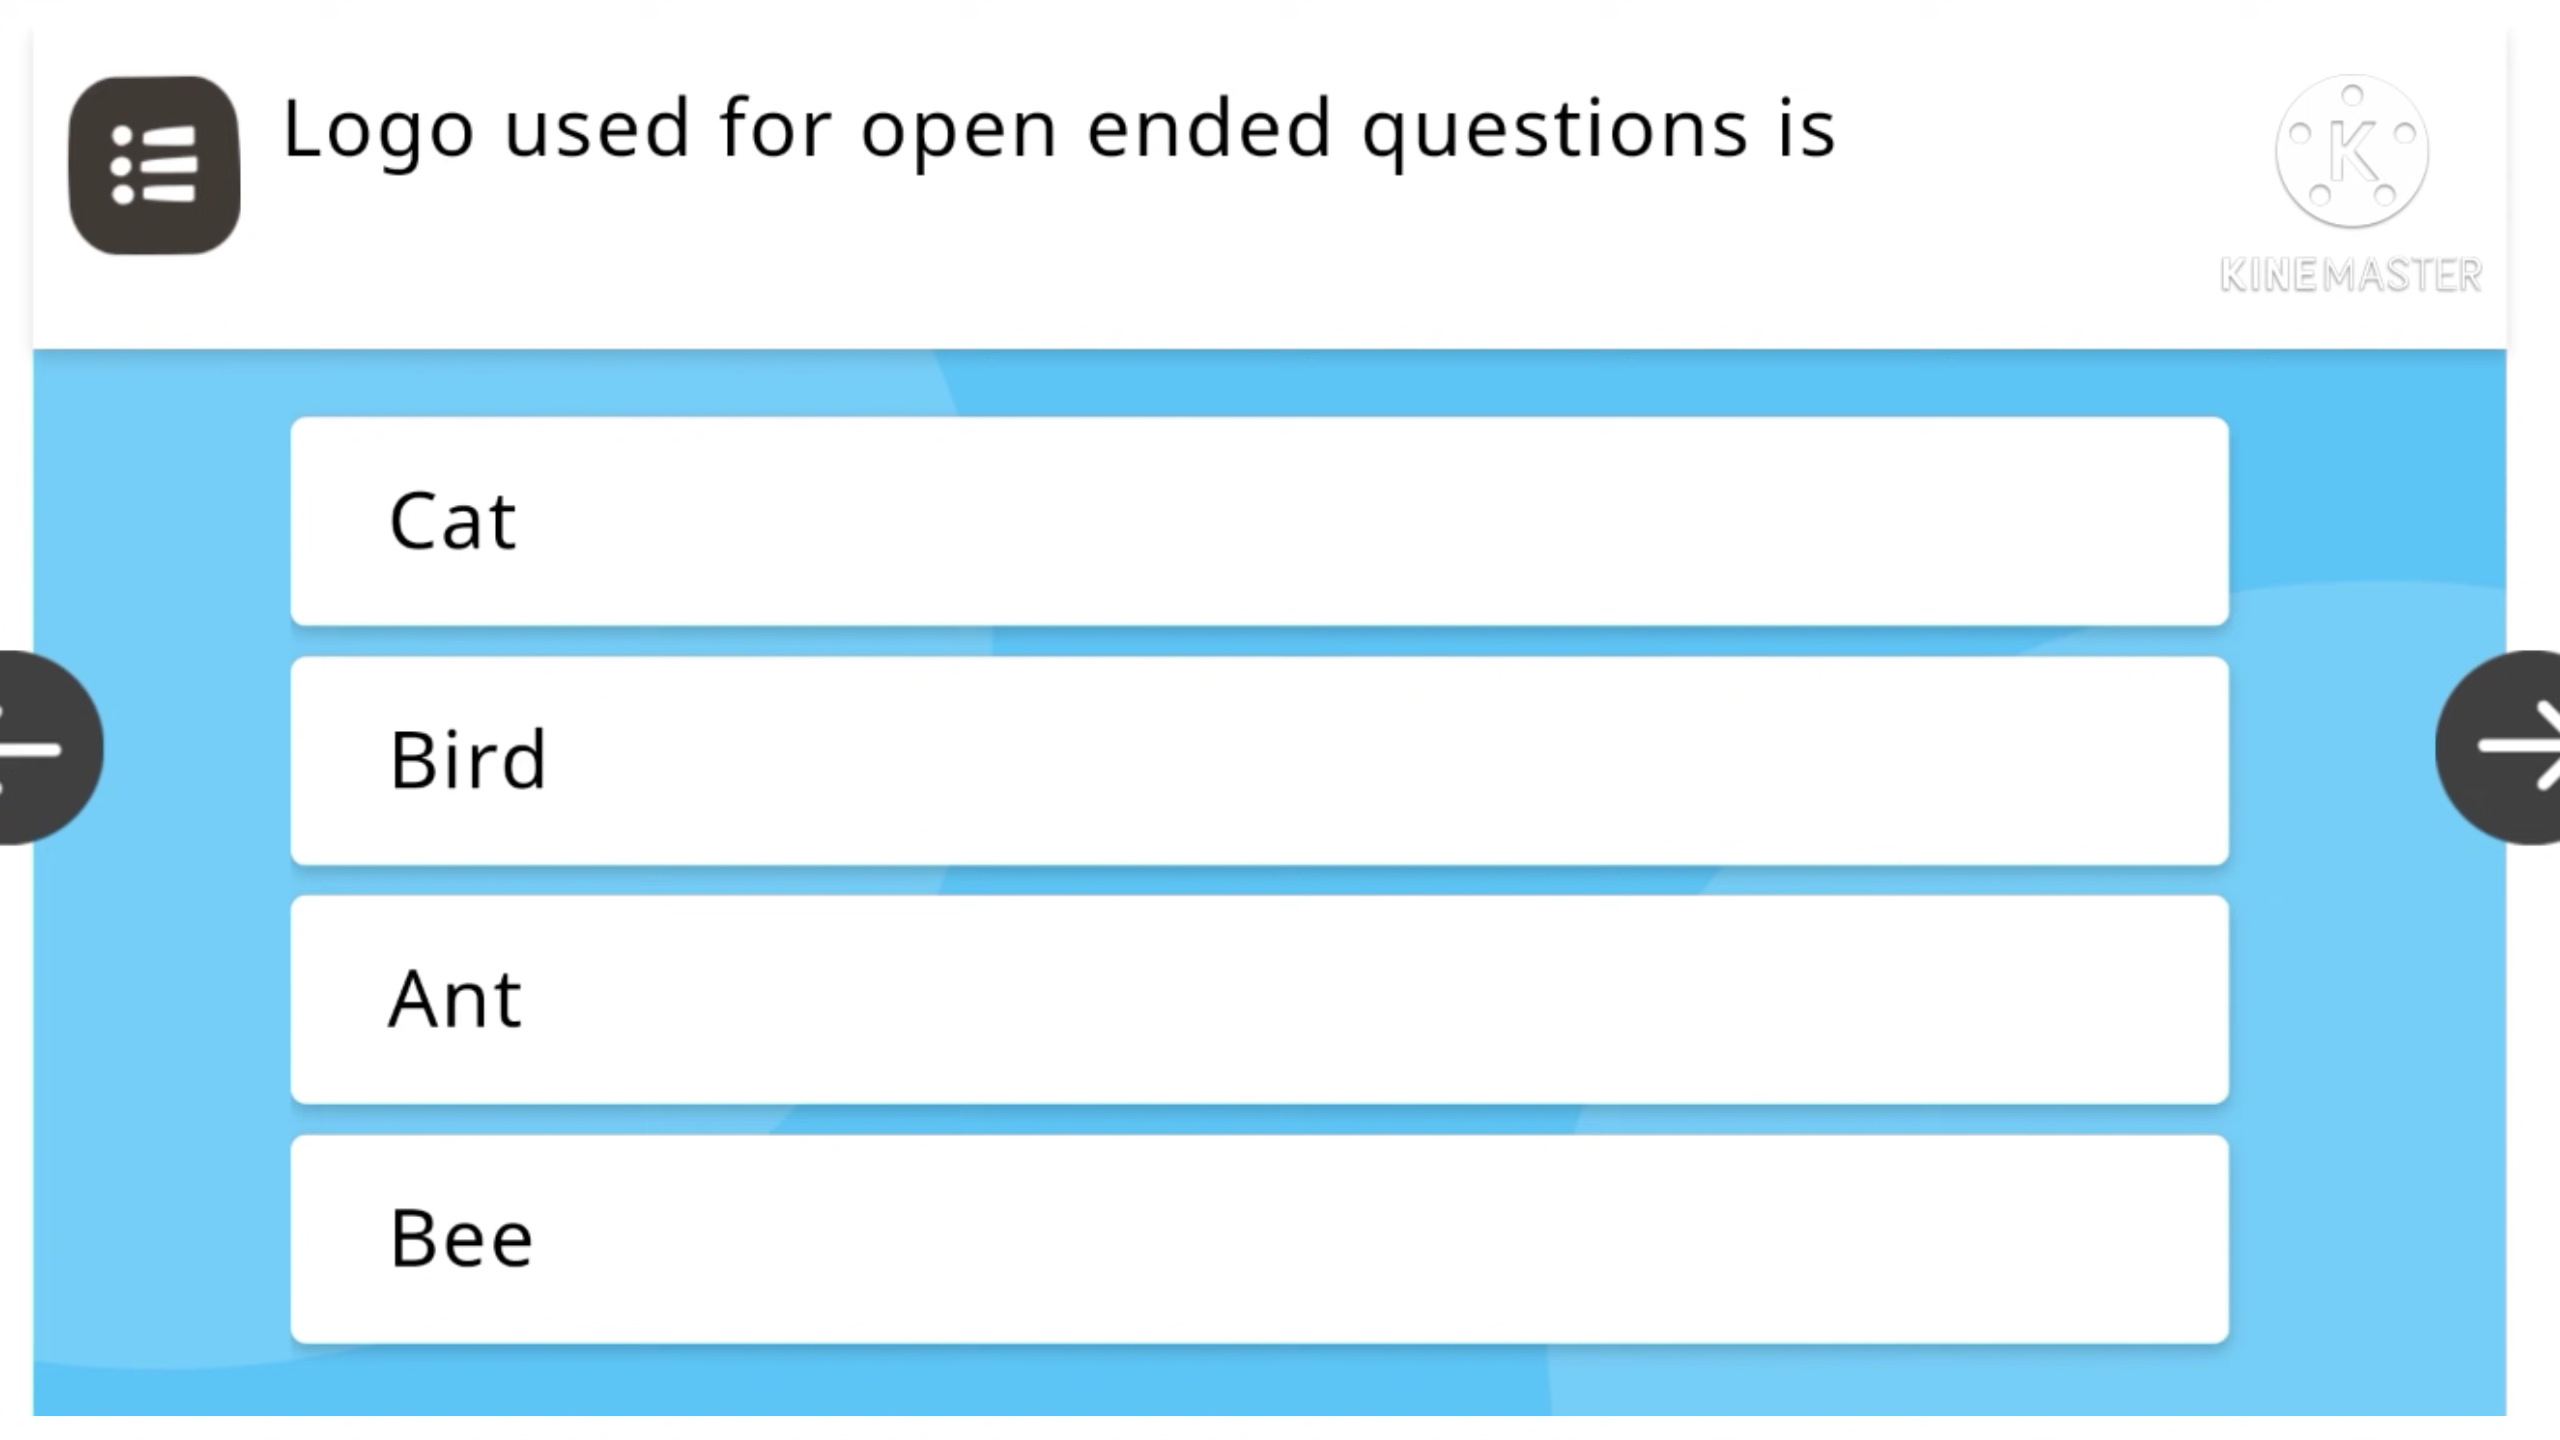 Logo used for open ended questions is
K
KINEMASTER
Cat
Bird
Ant
Bee